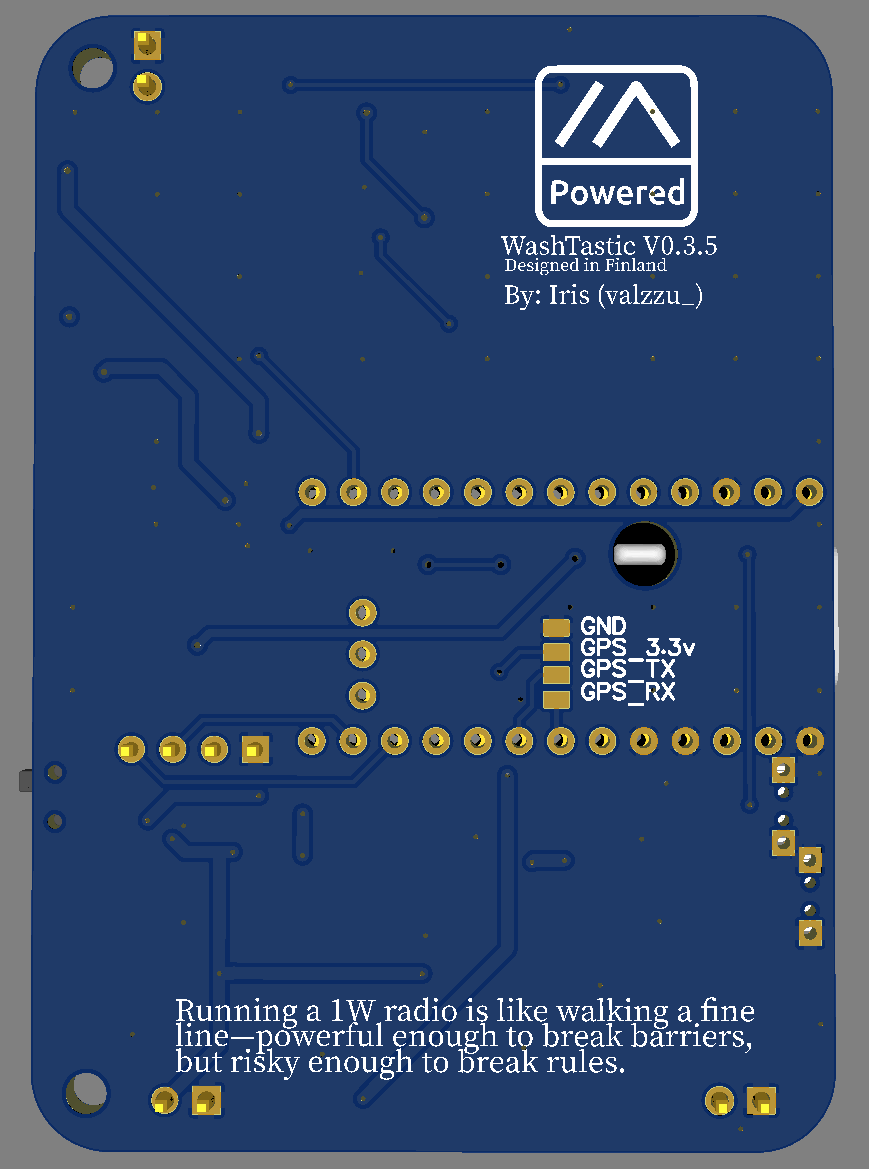 Powered
WashTastic V0.3.5
Designed in Finland
By: Iris (valzzu_)
GND
GPS_3.3v
GPS_TX
GPS_RX
Running a 1W radio is like walking a fine
line—powerful enough to break barriers,
but risky enough to break rules.